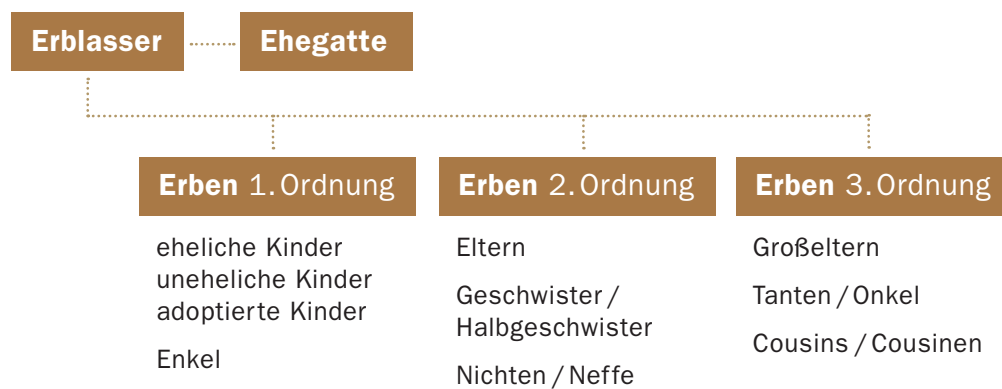 Erblasser
Ehegatte
Erben 1. Ordnung
eheliche Kinder
uneheliche Kinder
adoptierte Kinder
Enkel
Erben 2. Ordnung
Eltern
Geschwister /
Halbgeschwister
Nichten / Neffe
Erben 3. Ordnung
Großeltern
Tanten / Onkel
Cousins / Cousinen